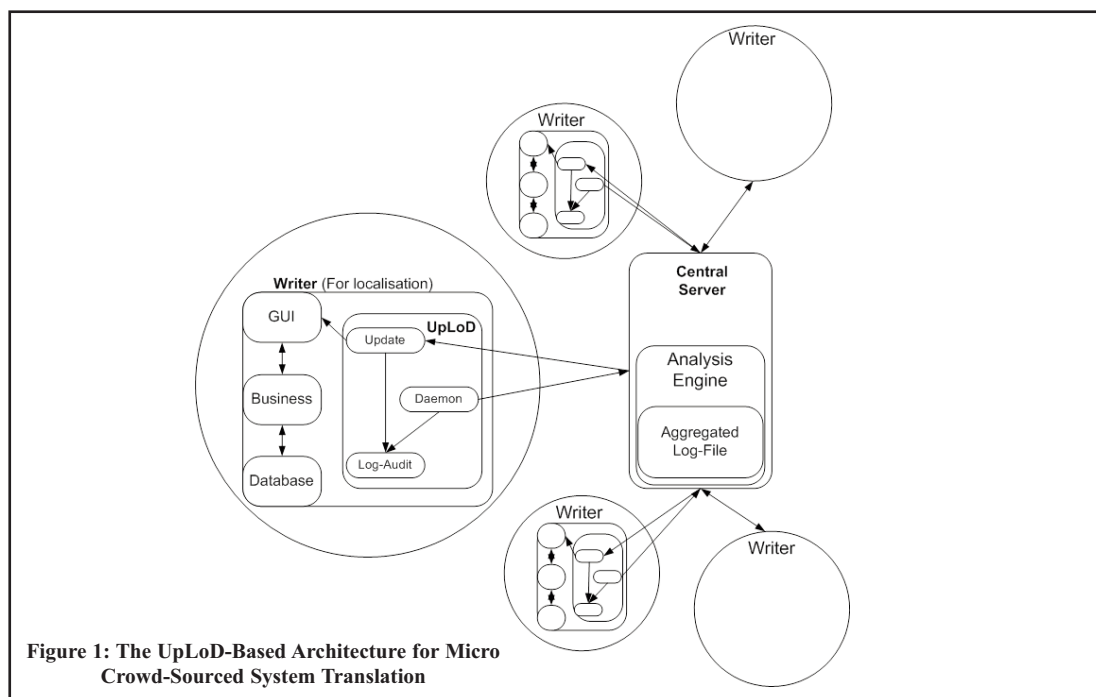 Writer
Writer
Writer (For localisation)
GUI
UpLoD
Update
Business
Daemon
Database
Log-Audit
Central
Server
Analysis
Engine
Aggregated
Log-File
Writer
Writer
Figure 1: The UpLoD-Based Architecture for Micro
Crowd-Sourced System Translation